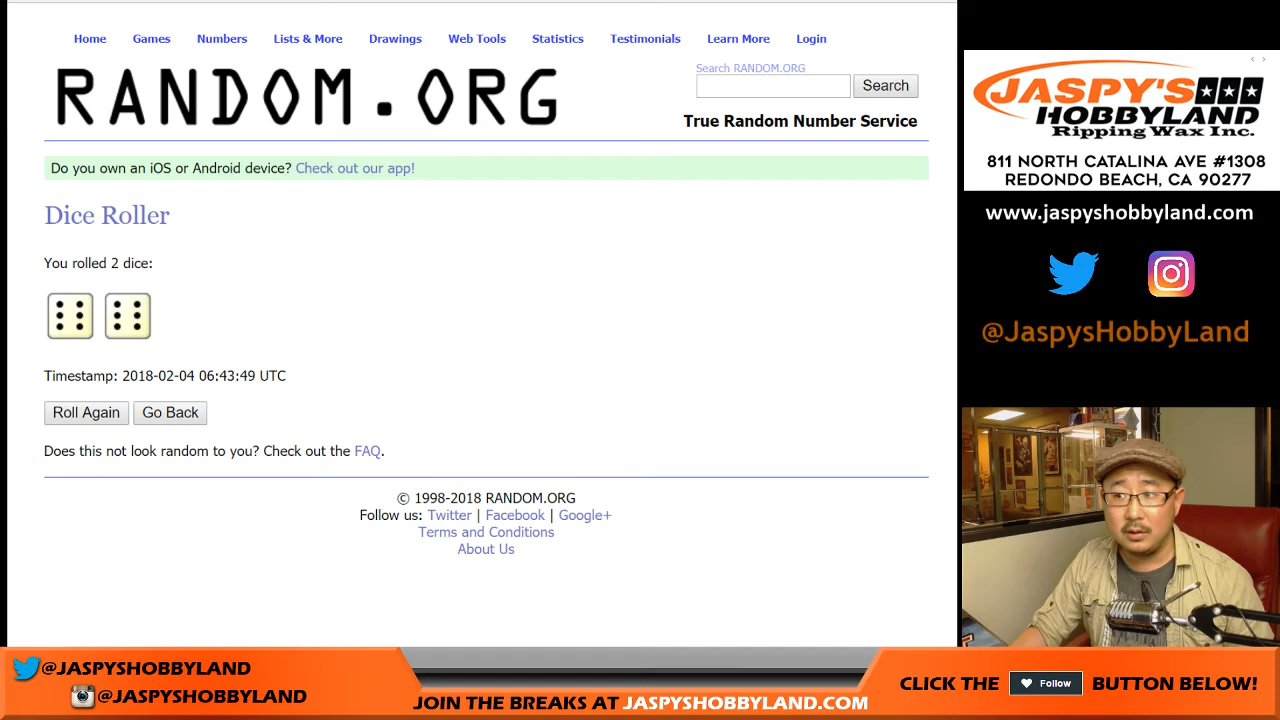 Home Games Numbers Lists & More Drawings Web Tools Statistics Testimonials Learn More Login
RANDOM.ORG
Search RANDOM.ORG
Search
True Random Number Service
Do you own an iOS or Android device? Check out our app!
Dice Roller
You rolled 2 dice:
Timestamp: 2018-02-04 06:43:49 UTC
Roll Again Go Back
Does this not look random to you? Check out the FAQ.
© 1998-2018 RANDOM.ORG
Follow us: Twitter | Facebook | Google+
Terms and Conditions
About Us
JASPY'S
HOBBYLAND
Ripping Wax Inc.
811 NORTH CATALINA AVE #1308
REDONDO BEACH, CA 90277
www.jaspyshobbyland.com
@JaspysHobbyLand
@JASPYSHOBBYLAND
@JASPYSHOBBYLAND
JOIN THE BREAKS AT JASPYSHOBBYLAND.COM
CLICK THE Follow BUTTON BELOW!